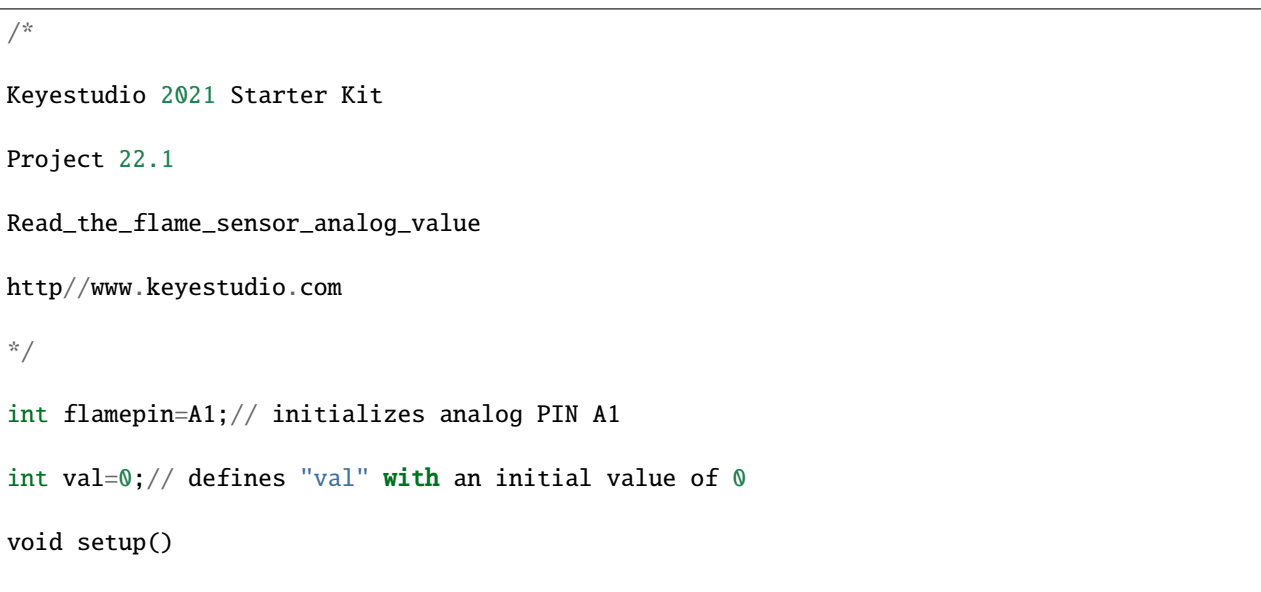 /*
Keyestudio 2021 Starter Kit
Project 22.1
Read_the_flame_sensor_analog_value
http//www.keyestudio.com
*/
int flamepin=A1;// initializes analog PIN A1
int val=0;// defines "val" with an initial value of 0
void setup()